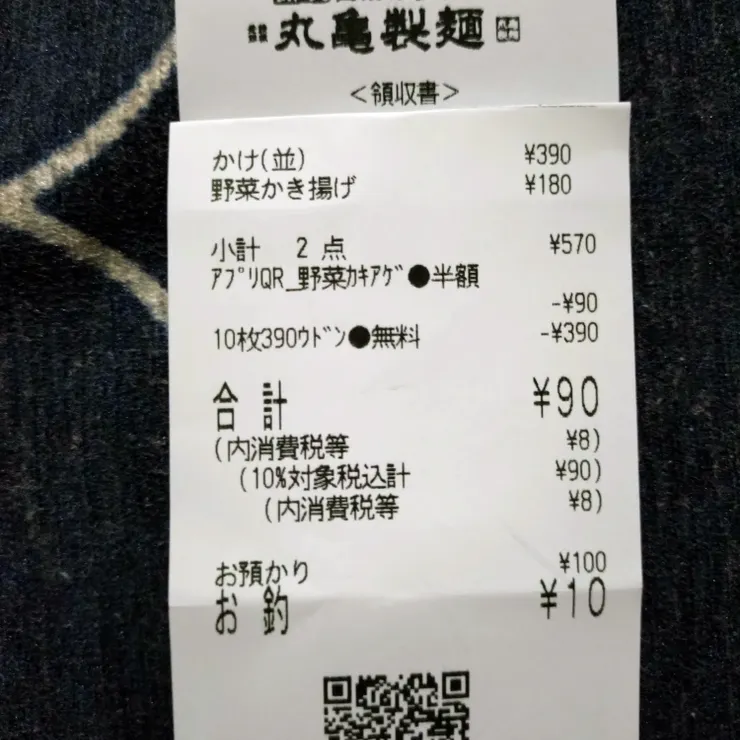 丸亀製麺
＜領収書＞
かけ(並) ¥390
野菜かき揚げ ¥180
小計 2 点 ¥570
ｱﾌﾟﾘQR_野菜ｶｷｱｹﾞ●半額
-¥90
10枚390ｳﾄﾞﾝ●無料 -¥390
合 計 ¥90
(内消費税等 ¥8)
(10%対象税込計 ¥90)
(内消費税等 ¥8)
お預かり ¥100
お 釣 ¥10